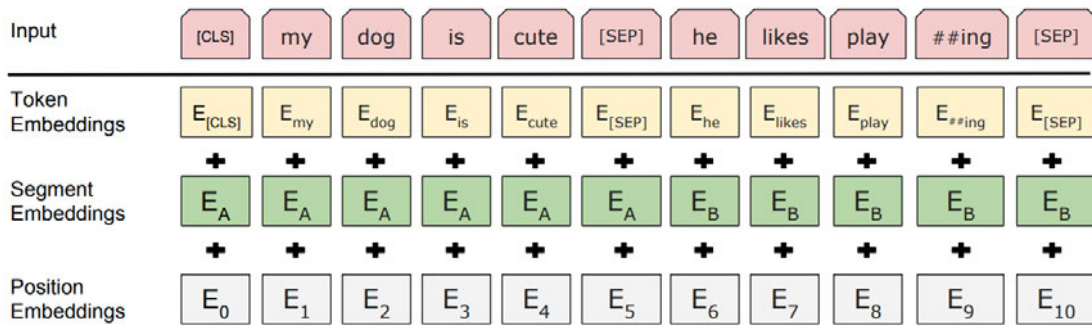 Input [CLS] my dog is cute [SEP] he likes play ##ing [SEP]
Token Embeddings E[CLS] Emy Edog Eis Ecute E[SEP] Ehe Elikes Eplay E##ing E[SEP]
+ + + + + + + + + + +
Segment Embeddings EA EA EA EA EA EA EB EB EB EB EB
+ + + + + + + + + + +
Position Embeddings E0 E1 E2 E3 E4 E5 E6 E7 E8 E9 E10